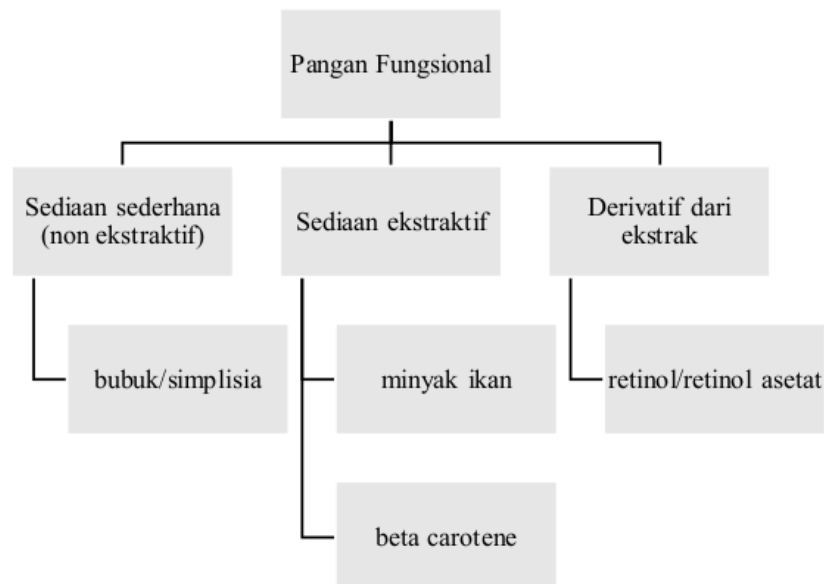 Pangan Fungsional
Sediaan sederhana
(non ekstraktif)
Sediaan ekstraktif
Derivatif dari
ekstrak
bubuk/simplisia
minyak ikan
retinol/retinol asetat
beta carotene